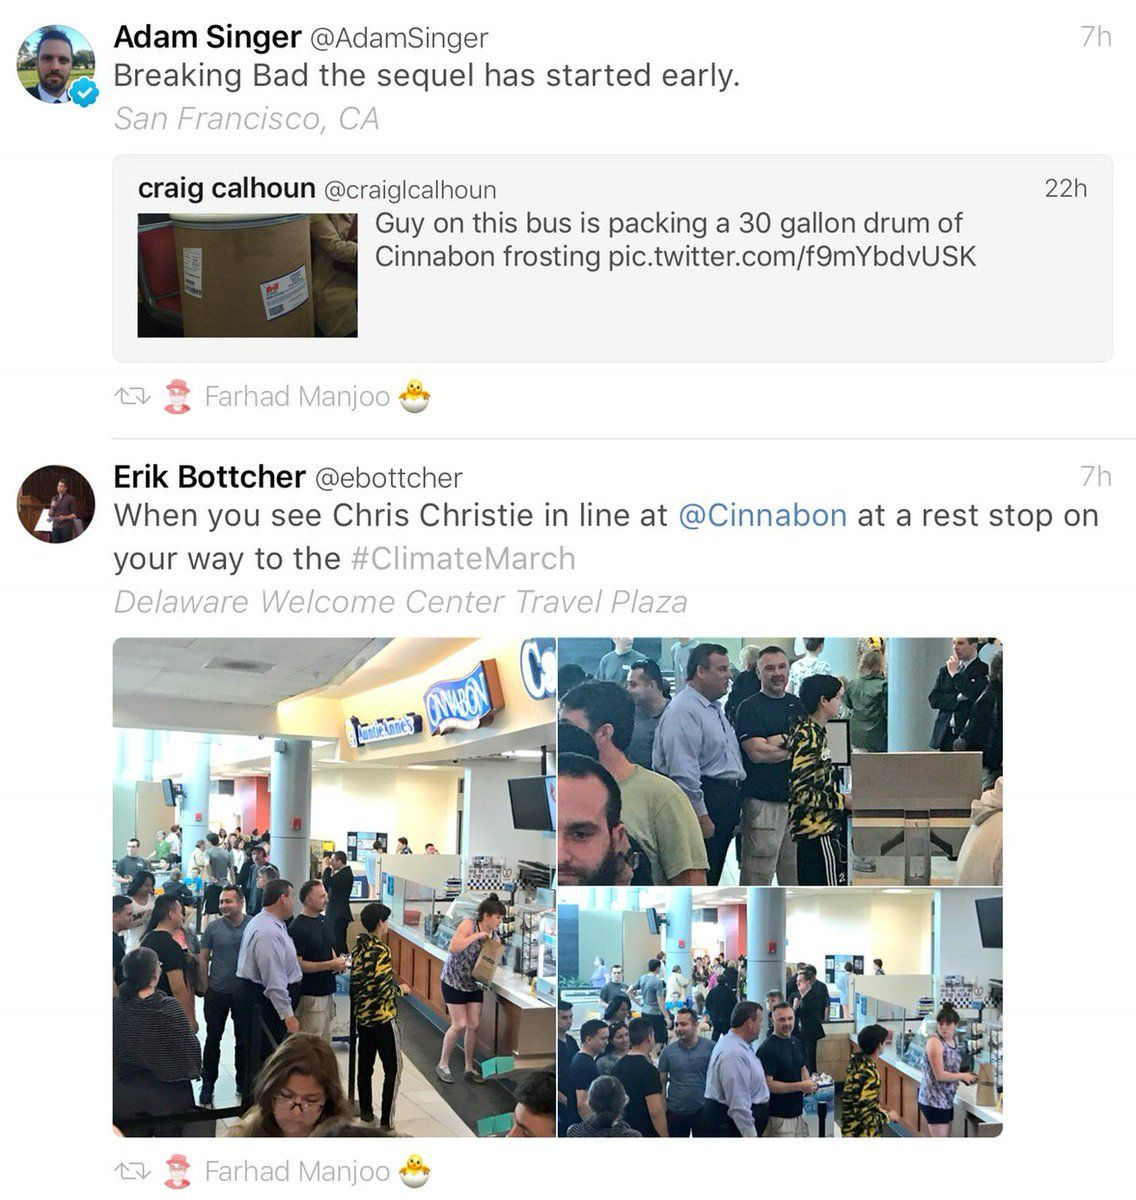 Adam Singer @AdamSinger 7h
Breaking Bad the sequel has started early.
San Francisco, CA
craig calhoun @craiglcalhoun 22h
Guy on this bus is packing a 30 gallon drum of
Cinnabon frosting pic.twitter.com/f9mYbdvUSK
Brill
Farhad Manjoo
Erik Bottcher @ebottcher 7h
When you see Chris Christie in line at @Cinnabon at a rest stop on
your way to the #ClimateMarch
Delaware Welcome Center Travel Plaza
Auntie Anne's
CINNABON
Ca
Farhad Manjoo